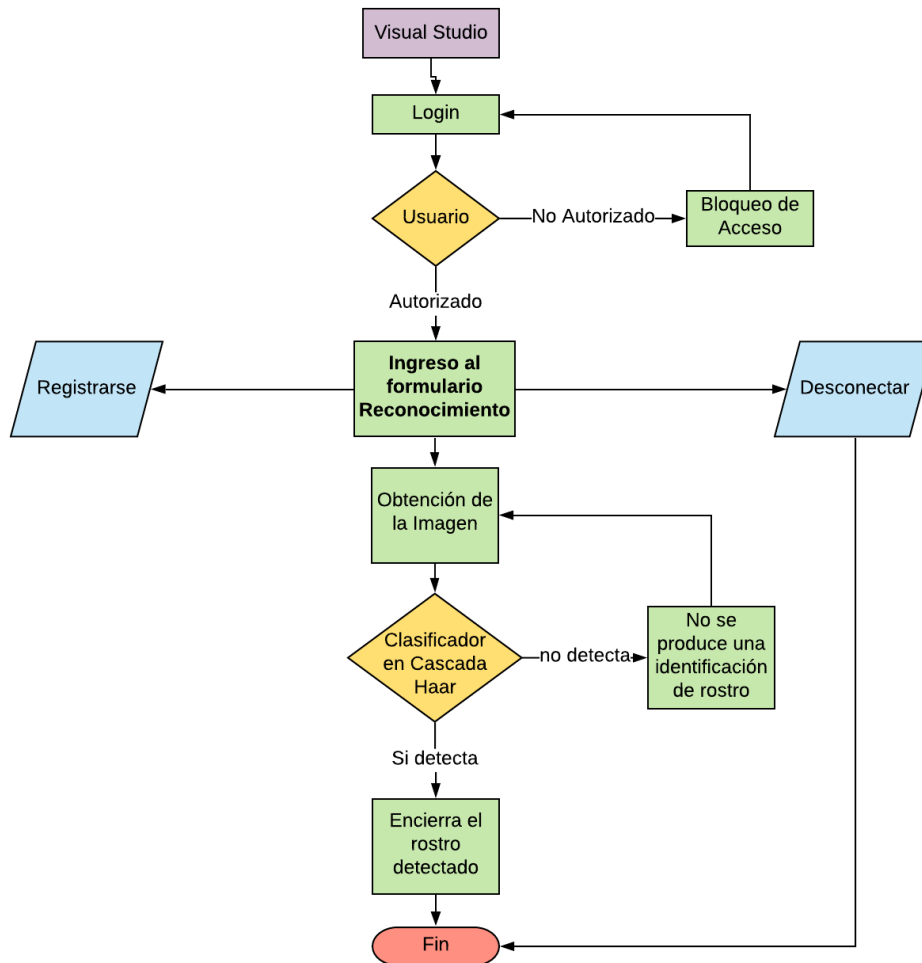 Visual Studio
Login
Usuario
No Autorizado
Bloqueo de
Acceso
Autorizado
Registrarse
Ingreso al
formulario
Reconocimiento
Desconectar
Obtención de
la Imagen
Clasificador
en Cascada
Haar
no detecta
No se
produce una
identificación
de rostro
Si detecta
Encierra el
rostro
detectado
Fin